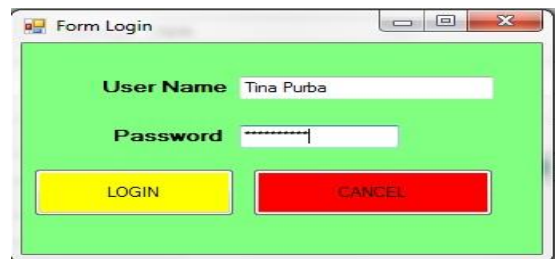 Form Login
User Name Tina Purba
Password **********
LOGIN CANCEL